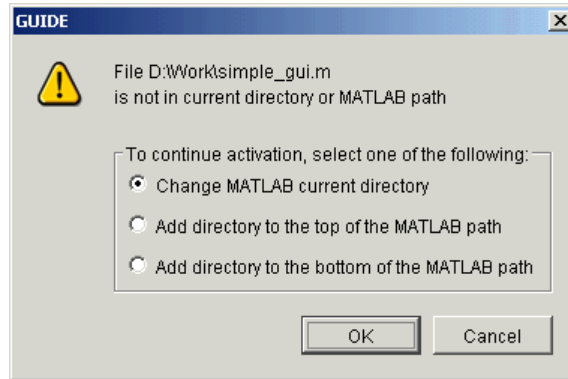 GUIDE
File D:\Work\simple_gui.m
is not in current directory or MATLAB path
To continue activation, select one of the following:
Change MATLAB current directory
Add directory to the top of the MATLAB path
Add directory to the bottom of the MATLAB path
OK
Cancel